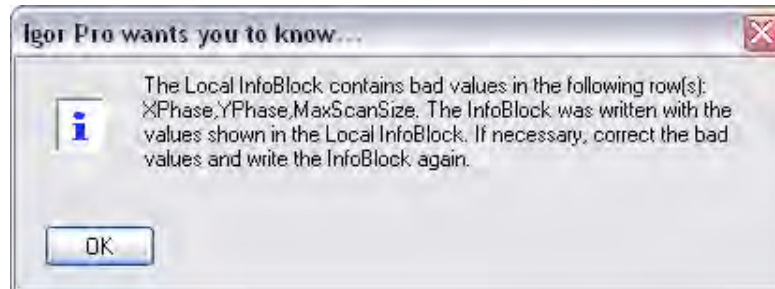 Igor Pro wants you to know...
The Local InfoBlock contains bad values in the following row(s):
XPhase,YPhase,MaxScanSize. The InfoBlock was written with the
values shown in the Local InfoBlock. If necessary, correct the bad
values and write the InfoBlock again.
OK